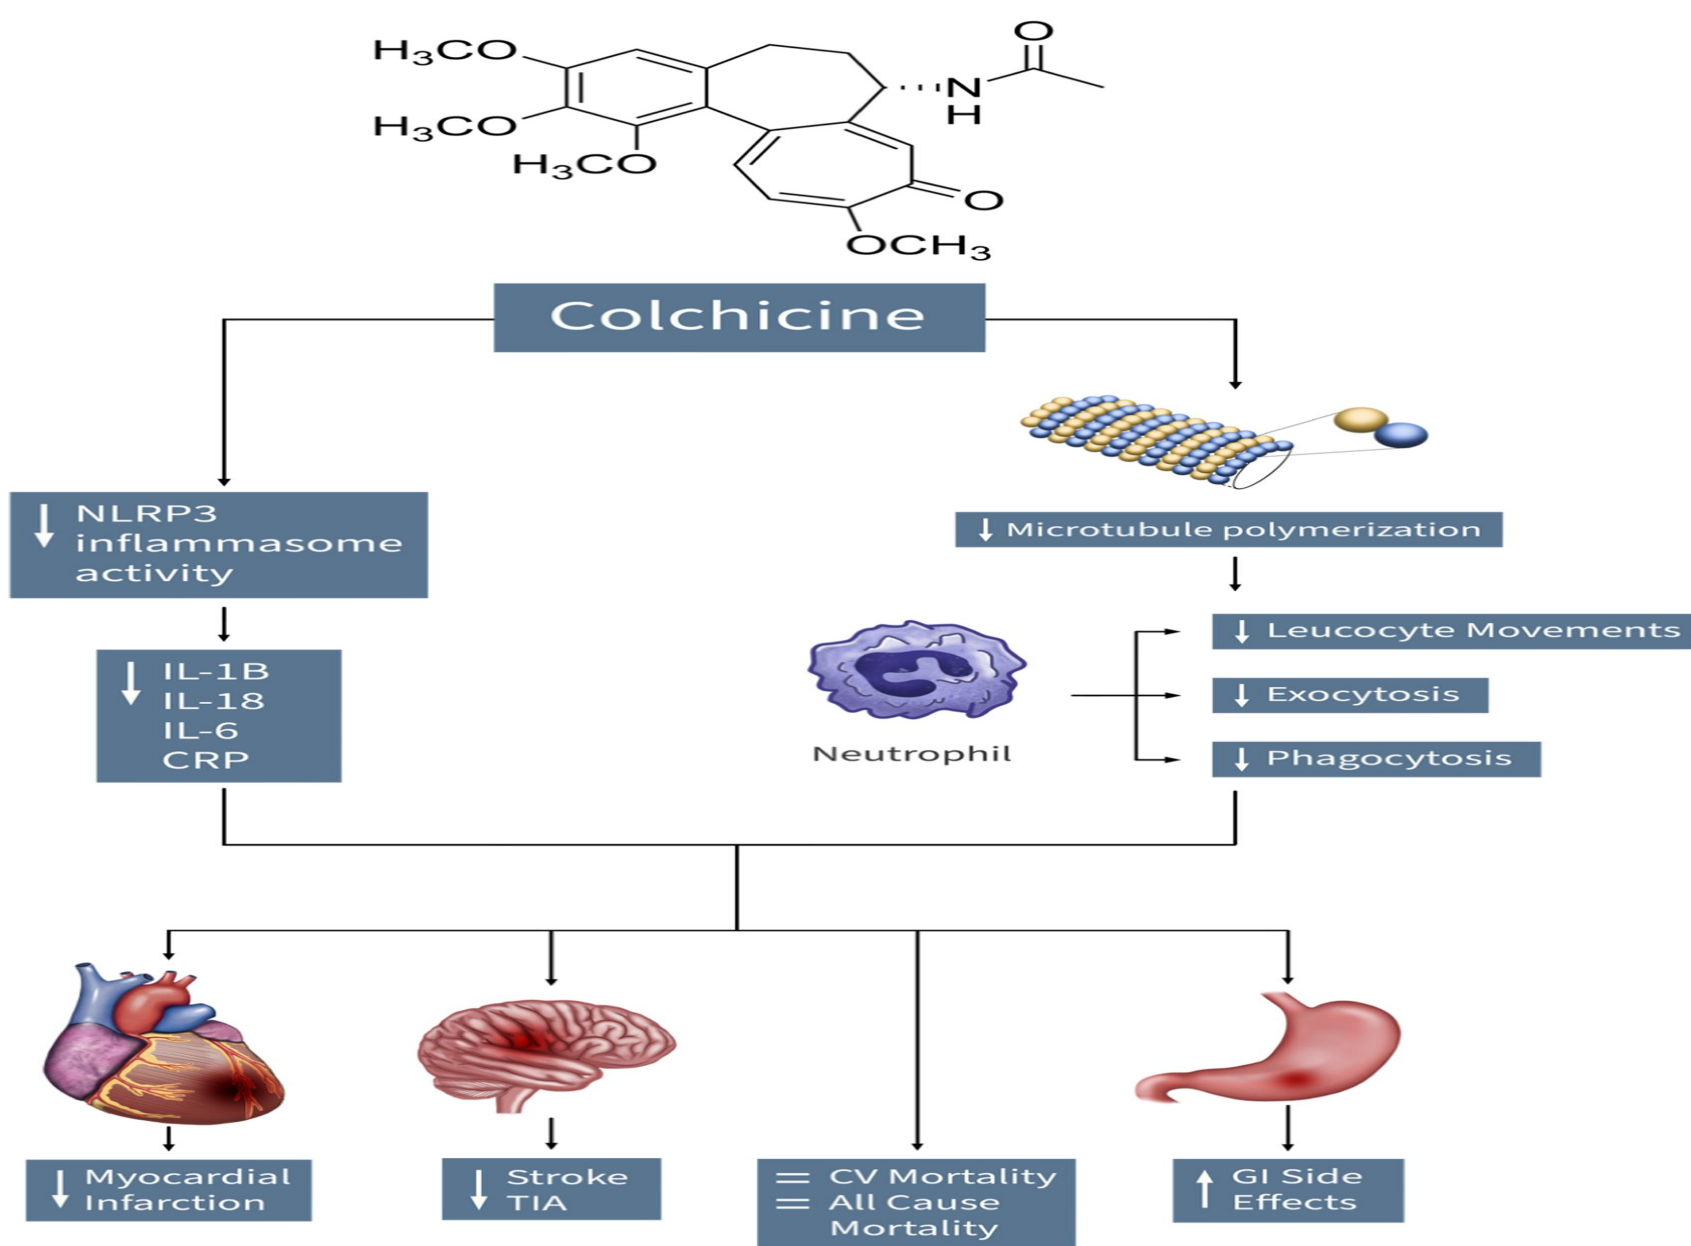 O
H₃CO
N
H
H₃CO
H₃CO
O
OCH₃
Colchicine
↓ NLRP3
inflammasome
activity
↓ IL-1B
IL-18
IL-6
CRP
↓ Microtubule polymerization
Neutrophil
↓ Leucocyte Movements
↓ Exocytosis
↓ Phagocytosis
↓ Myocardial
Infarction
↓ Stroke
TIA
= CV Mortality
= All Cause
Mortality
↑ GI Side
Effects